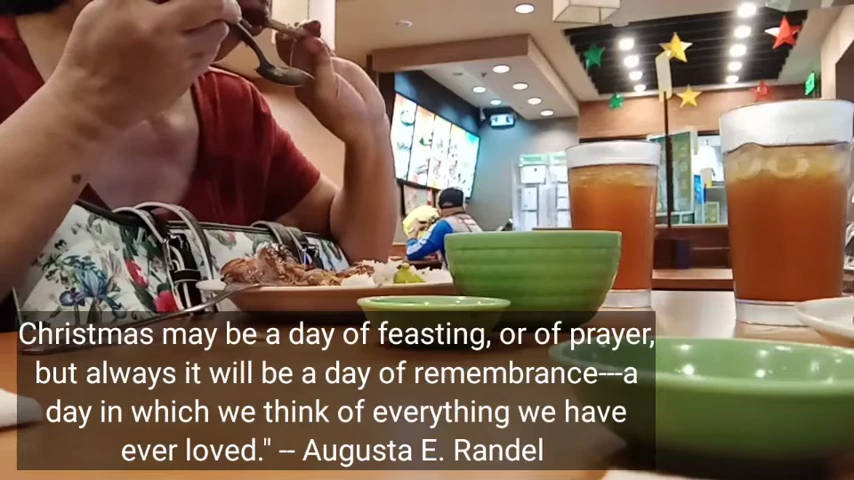 Christmas may be a day of feasting, or of prayer,
but always it will be a day of remembrance---a
day in which we think of everything we have
ever loved." -- Augusta E. Randel